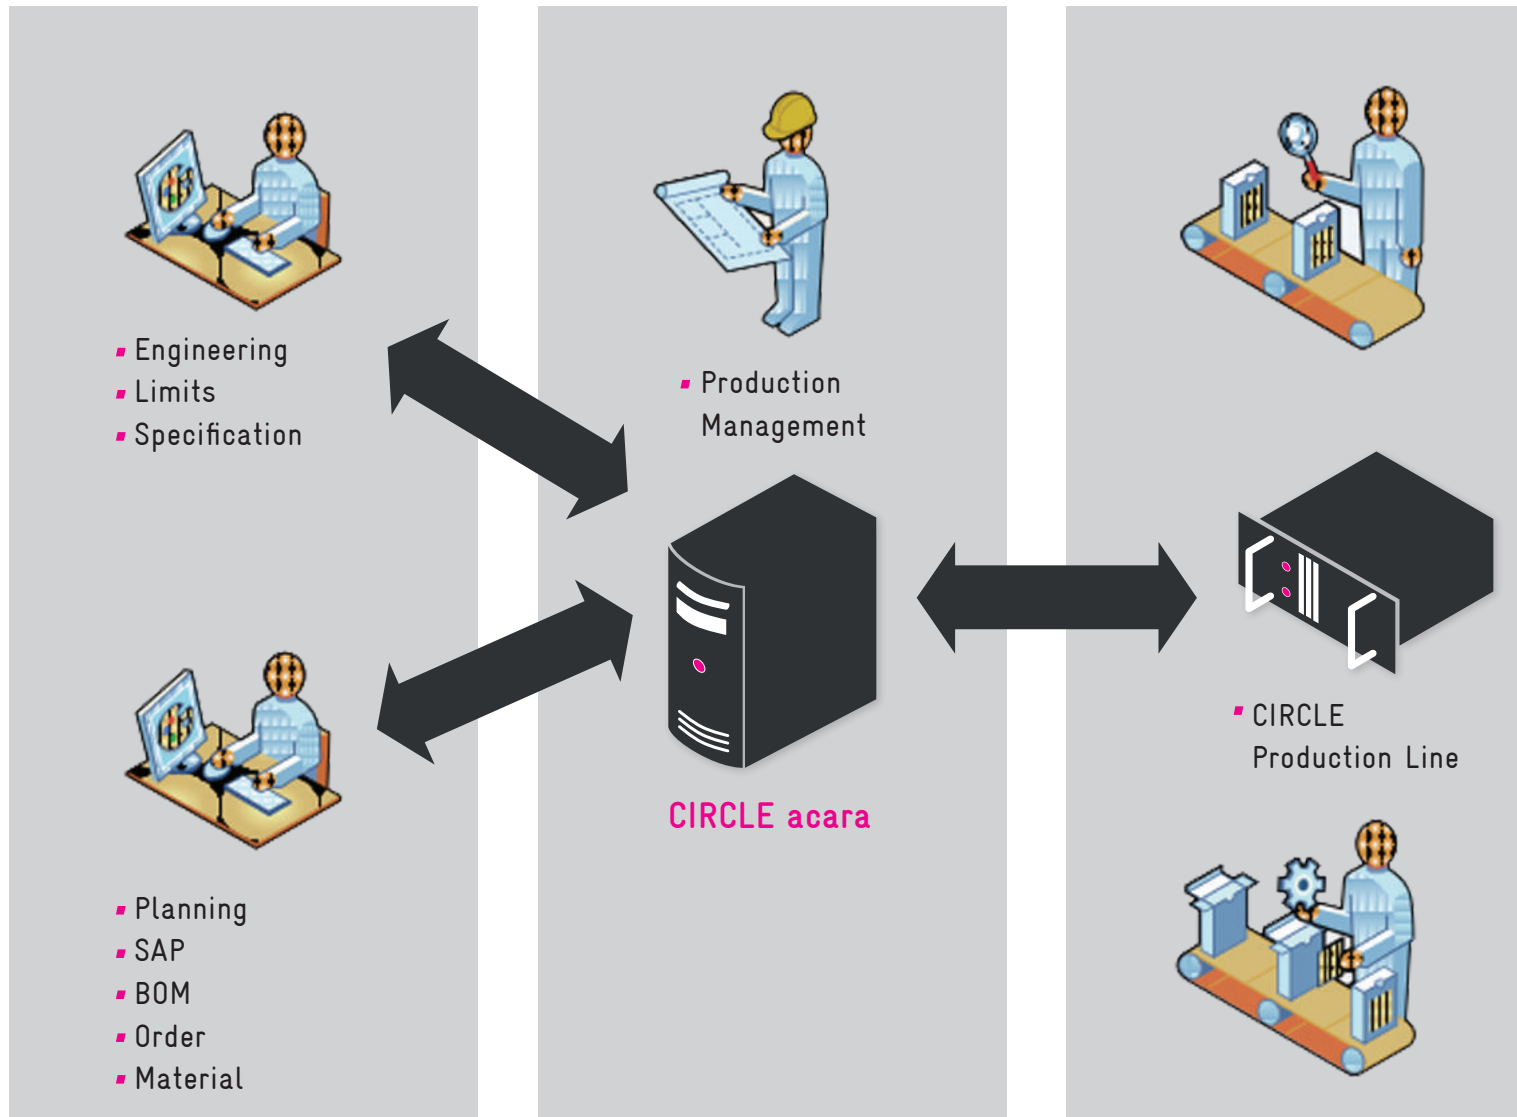 Engineering
Limits
Specification
Planning
SAP
BOM
Order
Material
Production
Management
CIRCLE acara
CIRCLE
Production Line